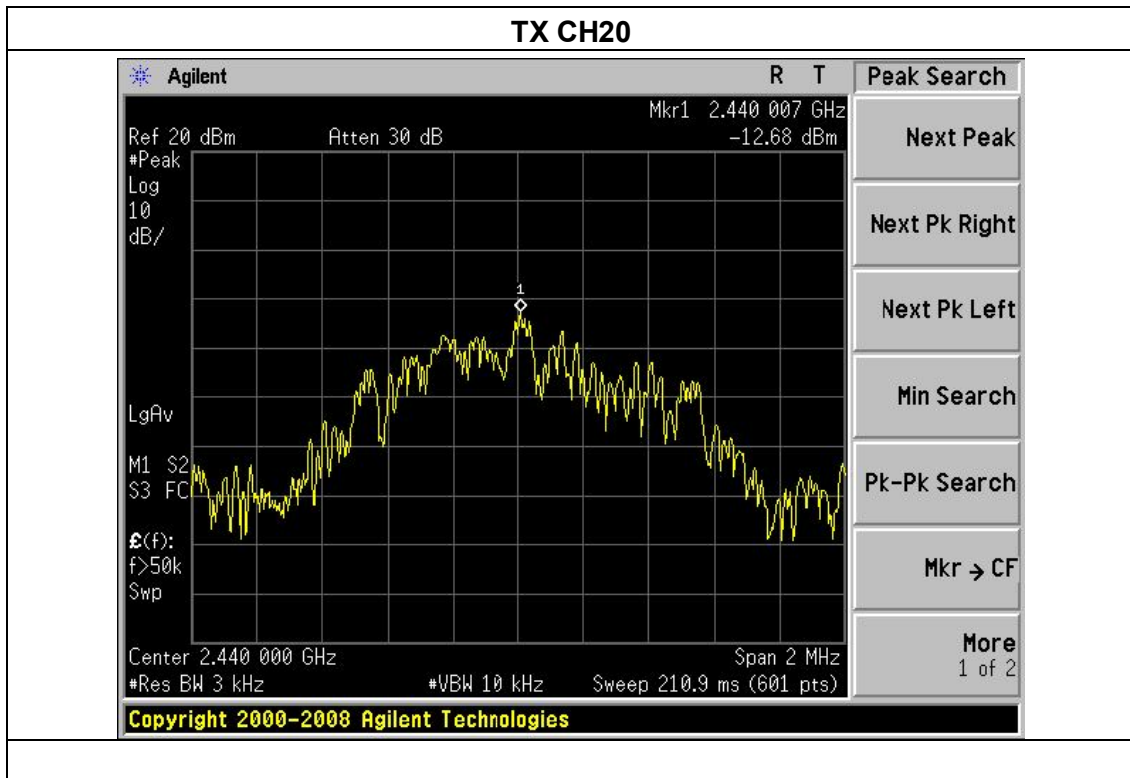 TX CH20
Agilent R T Peak Search
Mkr1 2.440 007 GHz
Ref 20 dBm Atten 30 dB -12.68 dBm
#Peak
Log
10
dB/
1
LgAv
M1 S2
S3 FC
£(f):
f>50k
Swp
Center 2.440 000 GHz Span 2 MHz
#Res BW 3 kHz #VBW 10 kHz Sweep 210.9 ms (601 pts)
Copyright 2000-2008 Agilent Technologies
Next Peak
Next Pk Right
Next Pk Left
Min Search
Pk-Pk Search
Mkr → CF
More
1 of 2